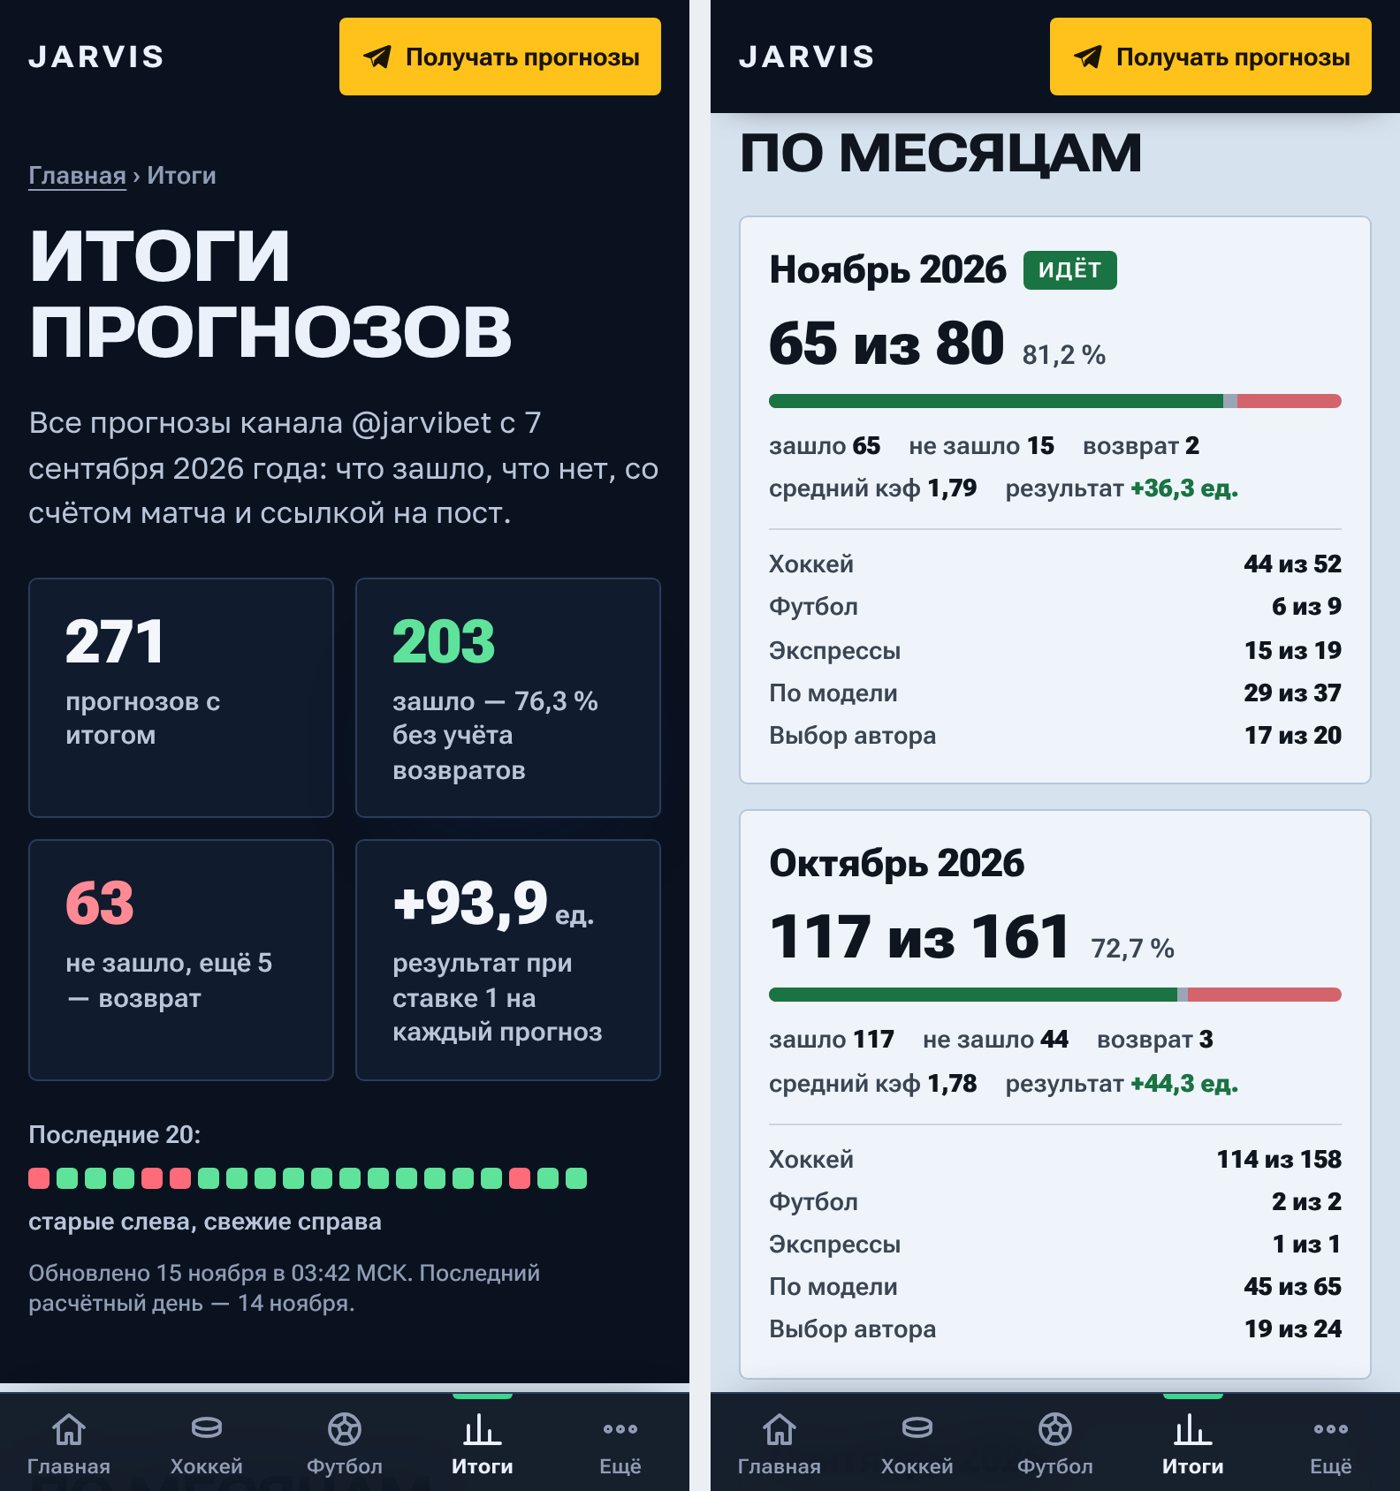 JARVIS
Получать прогнозы
Главная › Итоги
ИТОГИ
ПРОГНОЗОВ
Все прогнозы канала @jarvibet с 7
сентября 2026 года: что зашло, что нет, со
счётом матча и ссылкой на пост.
271
прогнозов с
итогом
203
зашло — 76,3 %
без учёта
возвратов
63
не зашло, ещё 5
— возврат
+93,9 ед.
результат при
ставке 1 на
каждый прогноз
Последние 20:
старые слева, свежие справа
Обновлено 15 ноября в 03:42 МСК. Последний
расчётный день — 14 ноября.
Главная
Хоккей
Футбол
Итоги
Ещё
JARVIS
Получать прогнозы
ПО МЕСЯЦАМ
Ноябрь 2026 ИДЁТ
65 из 80 81,2 %
зашло 65 не зашло 15 возврат 2
средний кэф 1,79 результат +36,3 ед.
Хоккей 44 из 52
Футбол 6 из 9
Экспрессы 15 из 19
По модели 29 из 37
Выбор автора 17 из 20
Октябрь 2026
117 из 161 72,7 %
зашло 117 не зашло 44 возврат 3
средний кэф 1,78 результат +44,3 ед.
Хоккей 114 из 158
Футбол 2 из 2
Экспрессы 1 из 1
По модели 45 из 65
Выбор автора 19 из 24
Главная
Хоккей
Футбол
Итоги
Ещё